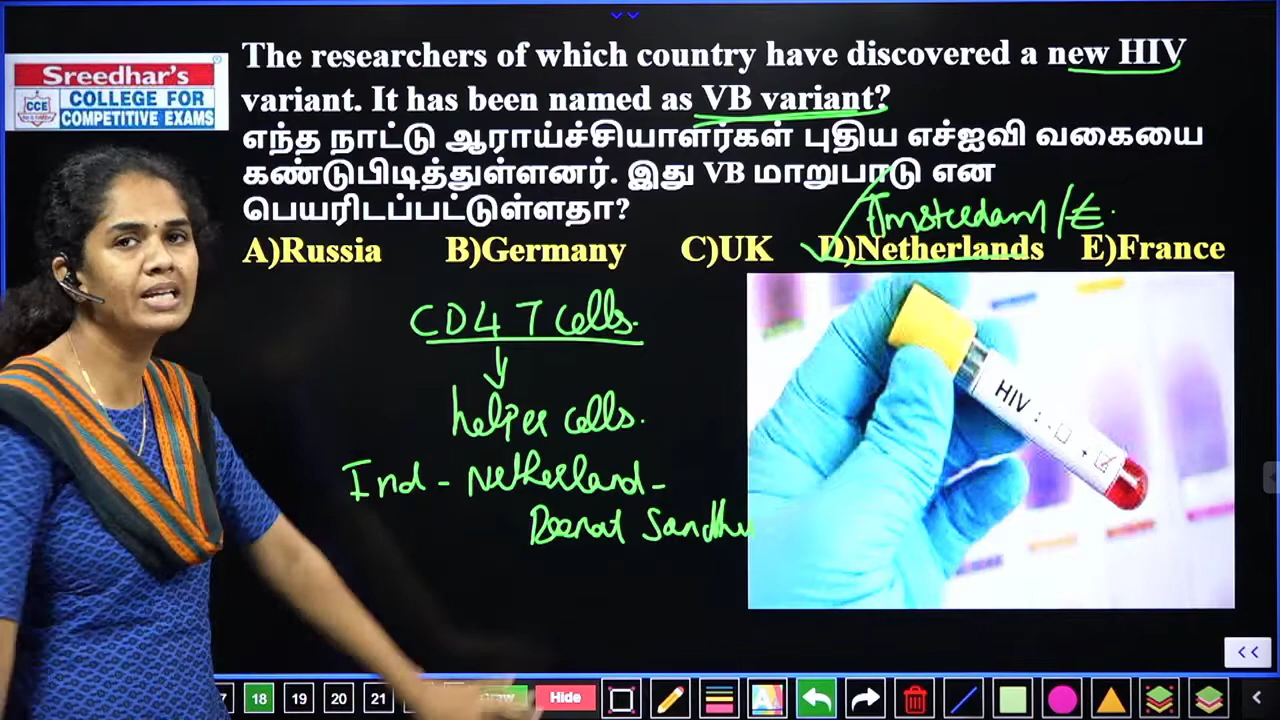 The researchers of which country have discovered a new HIV
variant. It has been named as VB variant?
எந்த நாட்டு ஆராய்ச்சியாளர்கள் புதிய எச்ஐவி வகையை
கண்டுபிடித்துள்ளனர். இது VB மாறுபாடு என
பெயரிடப்பட்டுள்ளதா?
Sreedhar's
CCE
COLLEGE FOR
COMPETITIVE EXAMS
Amsterdam / €.
A)Russia B)Germany C)UK D)Netherlands E)France
CD4 T Cells.
helper cells.
Ind - Netherland -
Sandhu
HIV :
- +
<<
7 18 19 20 21 Draw Hide